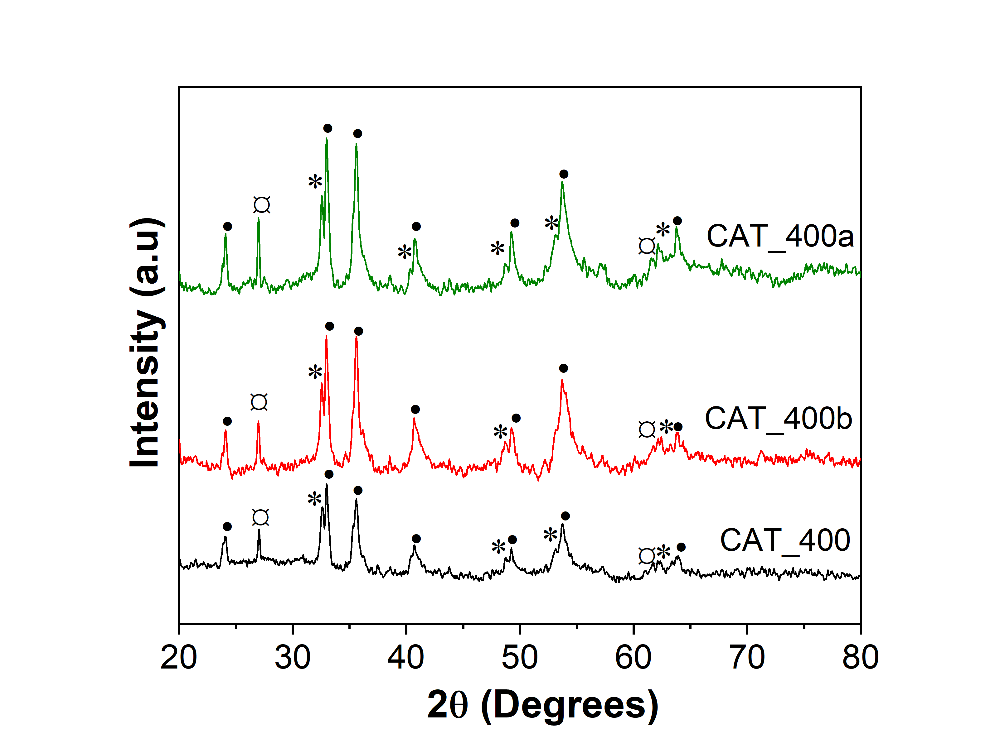 Intensity (a.u)
CAT_400a
CAT_400b
CAT_400
20 30 40 50 60 70 80
2θ (Degrees)